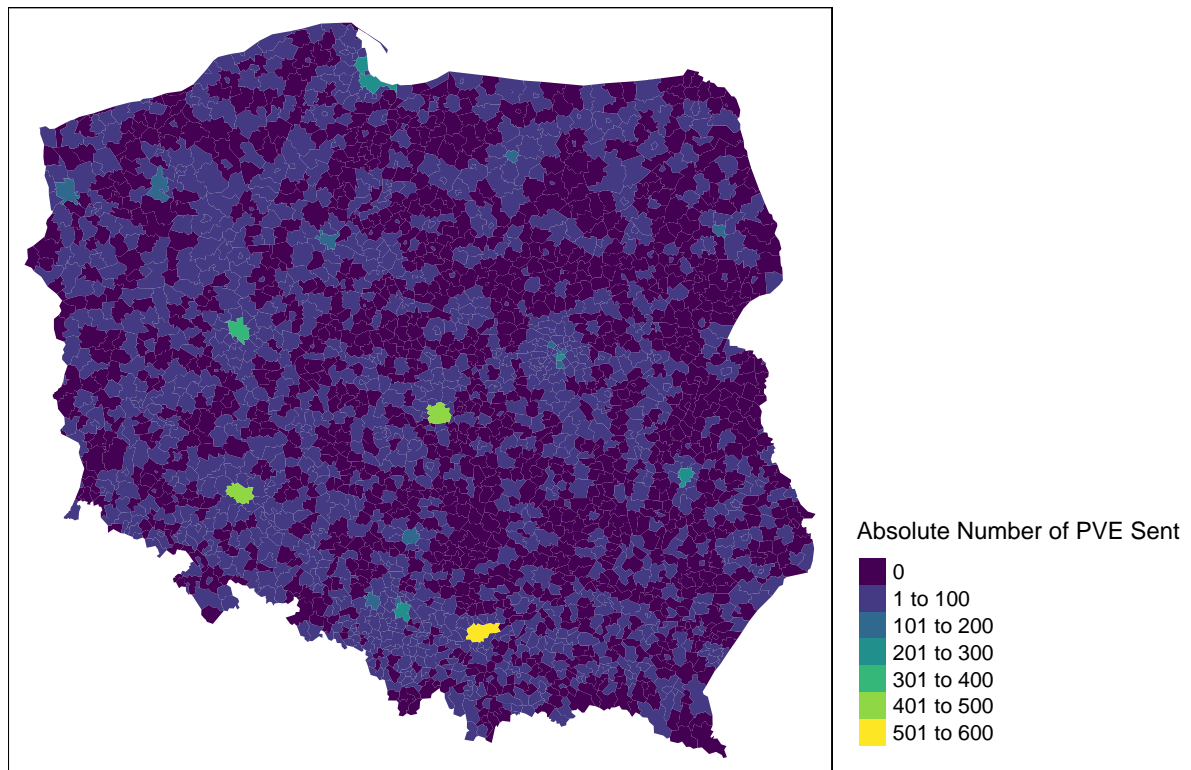 Absolute Number of PVE Sent
0
1 to 100
101 to 200
201 to 300
301 to 400
401 to 500
501 to 600